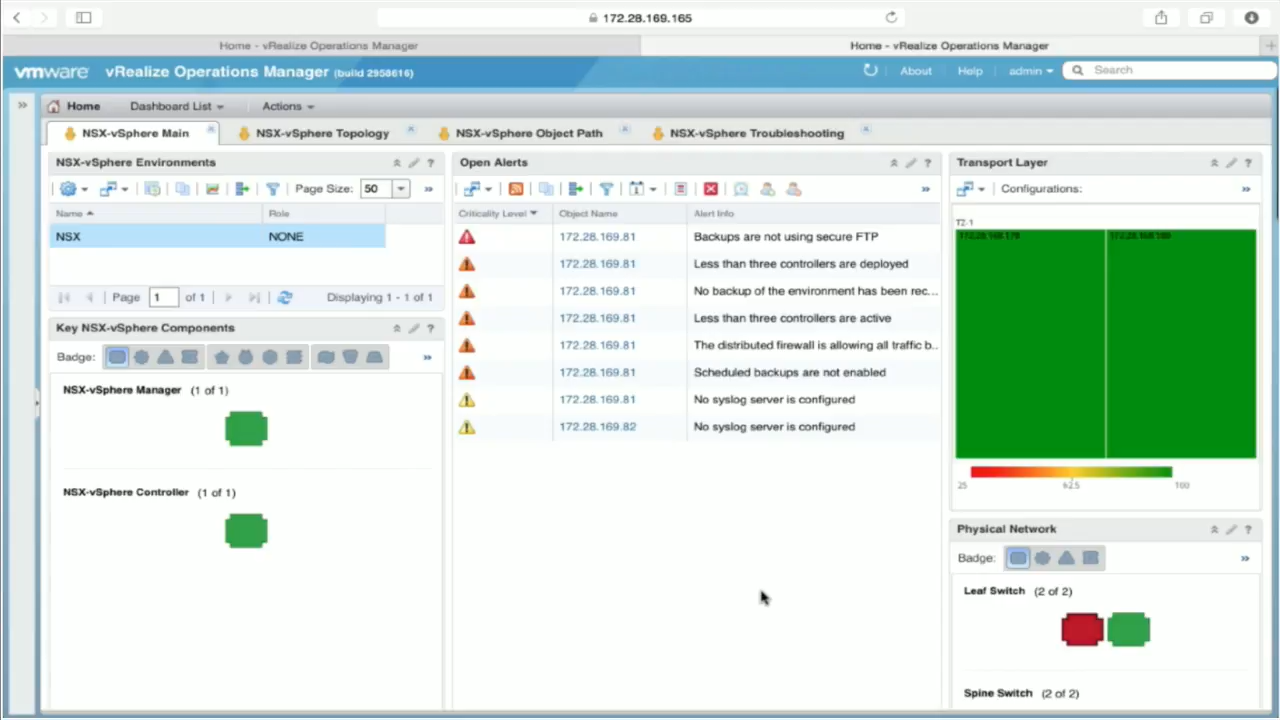 172.28.169.165
Home - vRealize Operations Manager
Home - vRealize Operations Manager
vmware vRealize Operations Manager (build 2958616)
About
Help
admin
Search
Home
Dashboard List
Actions
NSX-vSphere Main
NSX-vSphere Topology
NSX-vSphere Object Path
NSX-vSphere Troubleshooting
NSX-vSphere Environments
Page Size: 50
Name
Role
NSX
NONE
Page 1 of 1
Displaying 1 - 1 of 1
Key NSX-vSphere Components
Badge:
NSX-vSphere Manager (1 of 1)
NSX-vSphere Controller (1 of 1)
Open Alerts
Criticality Level Object Name Alert Info
172.28.169.81 Backups are not using secure FTP
172.28.169.81 Less than three controllers are deployed
172.28.169.81 No backup of the environment has been rec...
172.28.169.81 Less than three controllers are active
172.28.169.81 The distributed firewall is allowing all traffic b..
172.28.169.81 Scheduled backups are not enabled
172.28.169.81 No syslog server is configured
172.28.169.82 No syslog server is configured
Transport Layer
Configurations:
TZ-1
25 62.5 100
Physical Network
Badge:
Leaf Switch (2 of 2)
Spine Switch (2 of 2)